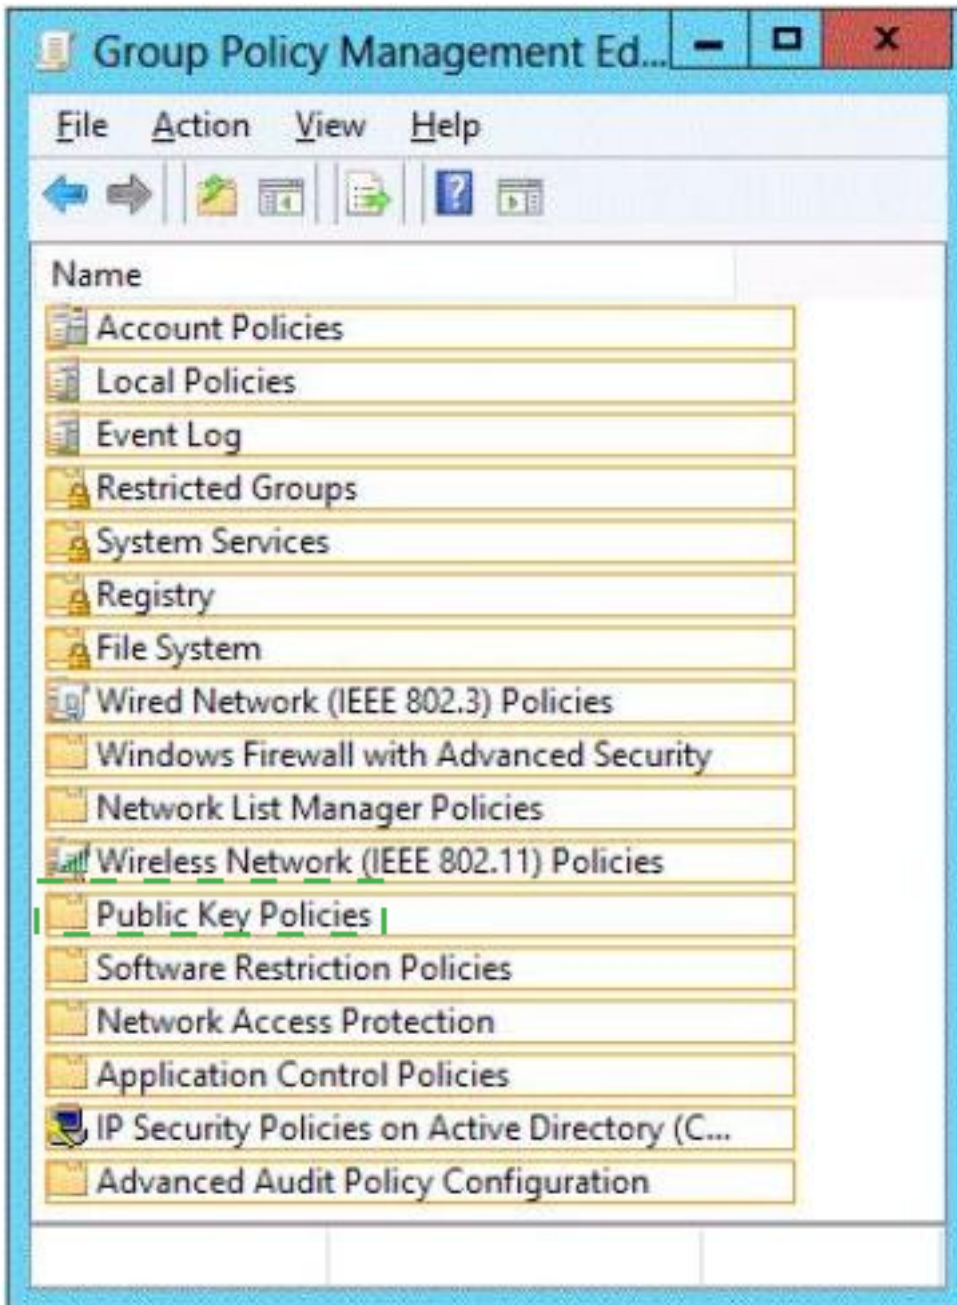 Group Policy Management Ed...
File Action View Help
Name
Account Policies
Local Policies
Event Log
Restricted Groups
System Services
Registry
File System
Wired Network (IEEE 802.3) Policies
Windows Firewall with Advanced Security
Network List Manager Policies
Wireless Network (IEEE 802.11) Policies
Public Key Policies
Software Restriction Policies
Network Access Protection
Application Control Policies
IP Security Policies on Active Directory (C...
Advanced Audit Policy Configuration